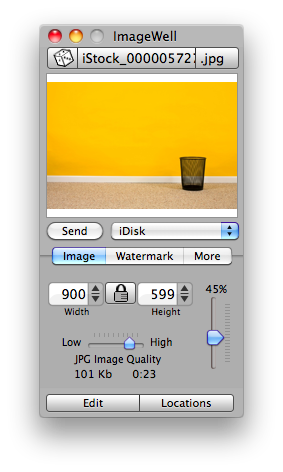 ImageWell
iStock_00000572 .jpg
Send iDisk
Image Watermark More
45%
900 599
Width Height
Low High
JPG Image Quality
101 Kb 0:23
Edit Locations